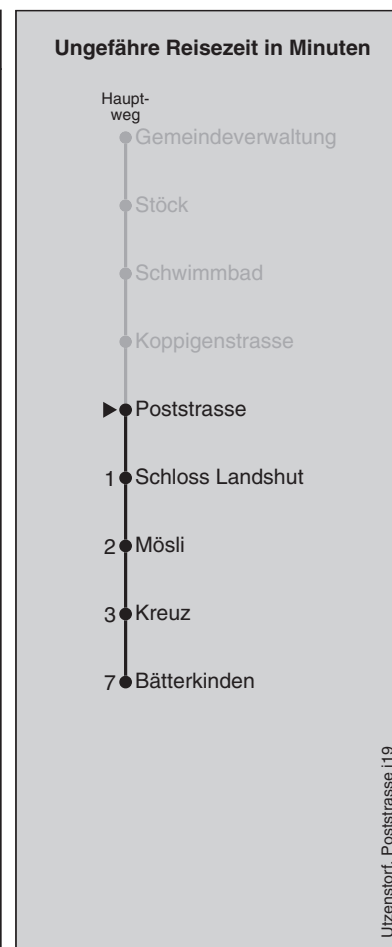 Ungefähre Reisezeit in Minuten
Haupt-
weg
Gemeindeverwaltung
Stöck
Schwimmbad
Koppigenstrasse
Poststrasse
1 Schloss Landshut
2 Mösli
3 Kreuz
7 Bätterkinden
Utzenstorf, Poststrasse j19